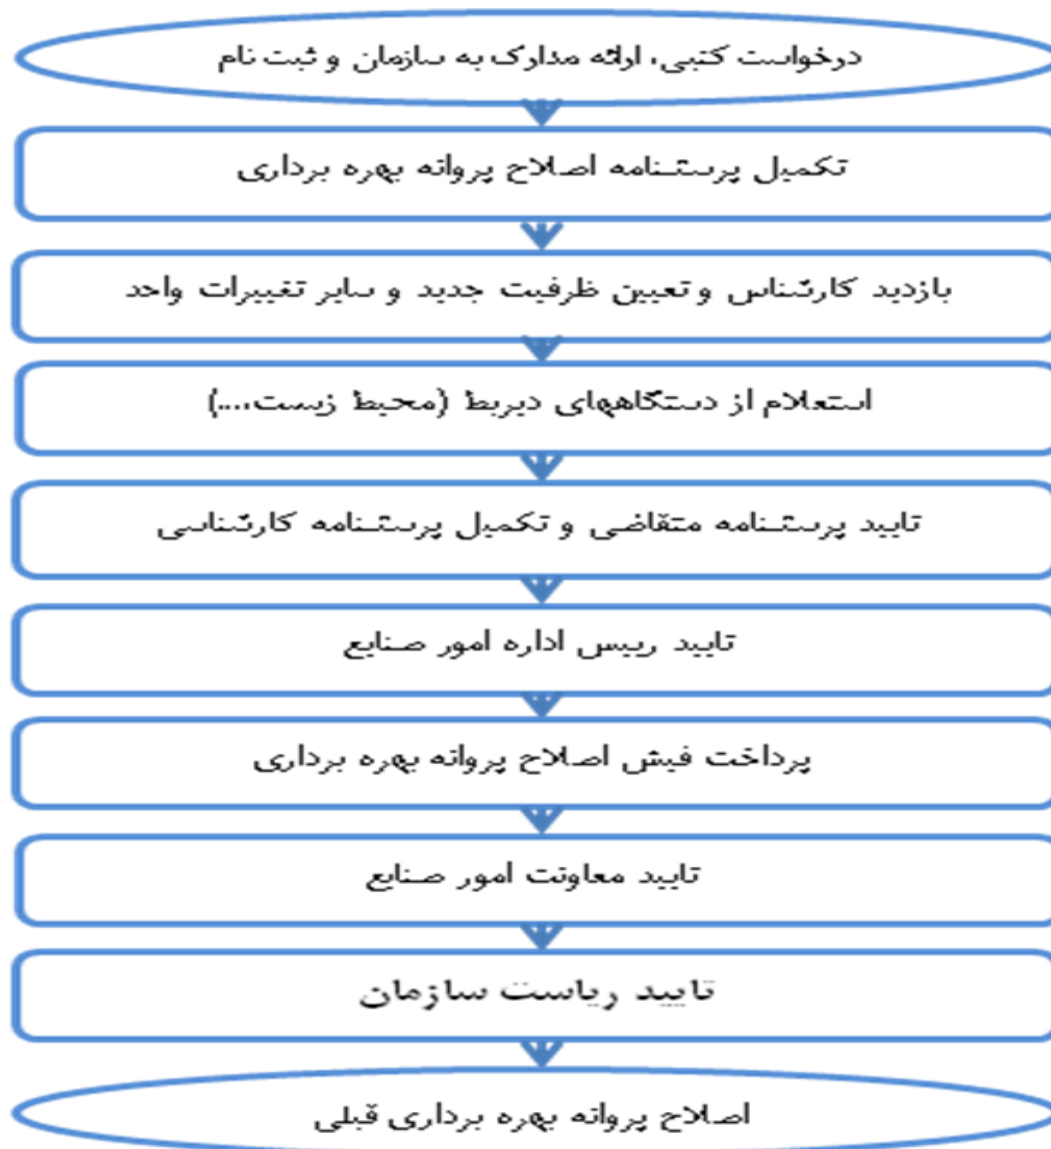 درخواست کتبی، ارائه مدارک به سازمان و ثبت نام
تکمیل پرسشنامه اصلاح پروانه بهره برداری
بازدید کارشناس و تعیین ظرفیت جدید و سایر تغییرات واحد
استعلام از دستگاههای ذیربط (محیط زیست،...)
تایید پرسشنامه متقاضی و تکمیل پرسشنامه کارشناسی
تایید رییس اداره امور صنایع
پرداخت فیش اصلاح پروانه بهره برداری
تایید معاونت امور صنایع
تایید ریاست سازمان
اصلاح پروانه بهره برداری قبلی